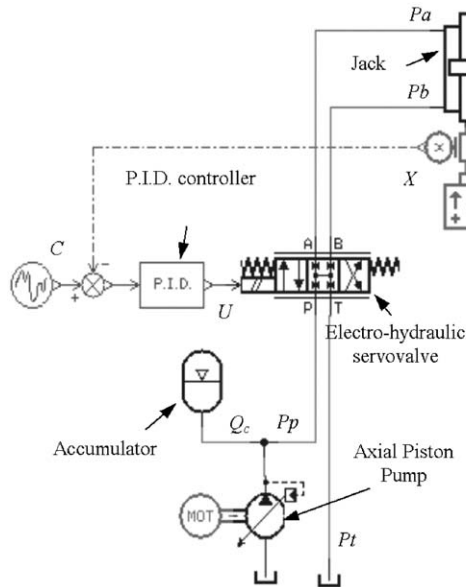 Pa
Jack
Pb
X
P.I.D. controller
C
A B
+
-
P.I.D.
U
P T
Electro-hydraulic
servovalve
Accumulator
Qc
Pp
Axial Piston
Pump
MOT
Pt
x
+